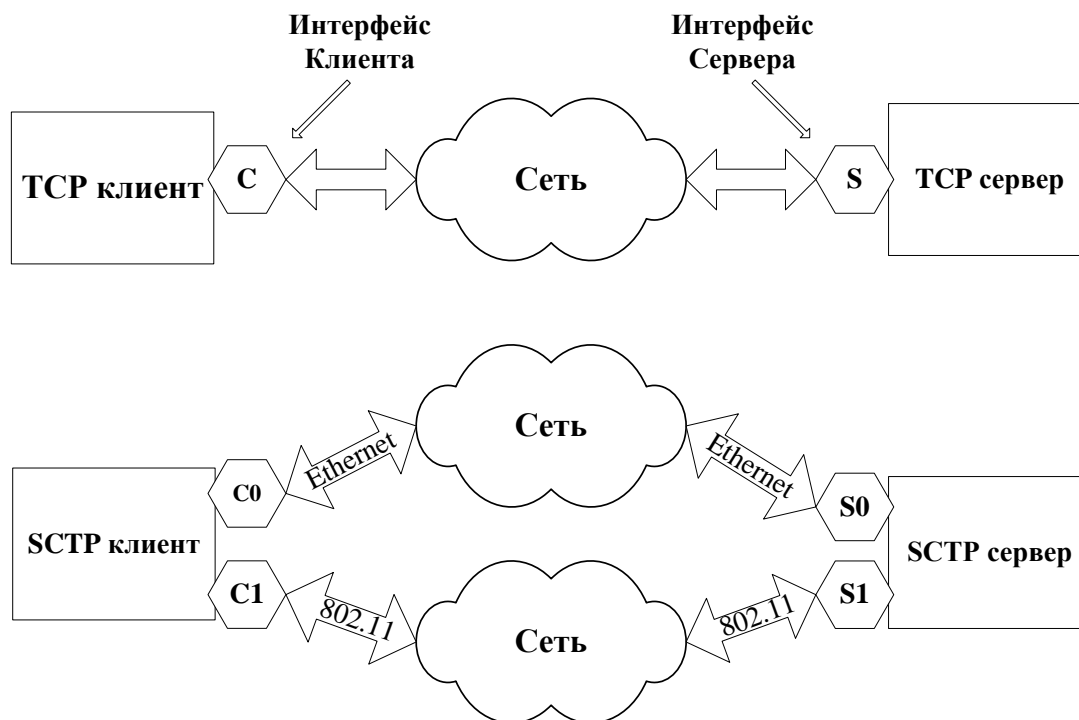 Интерфейс
Клиента
Интерфейс
Сервера
TCP клиент
C
Сеть
S
TCP сервер
Сеть
Ethernet
Ethernet
SCTP клиент
C0
S0
SCTP сервер
C1
802.11
Сеть
802.11
S1